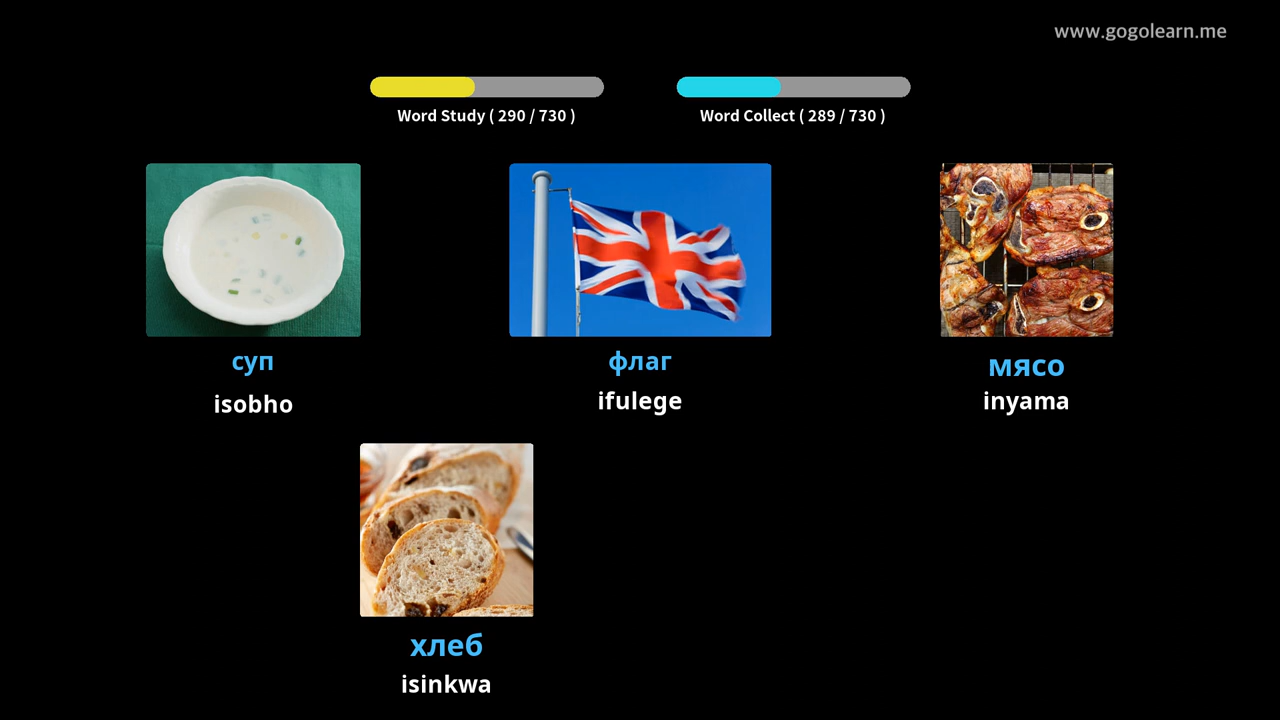 www.gogolearn.me
Word Study ( 290 / 730 )
Word Collect ( 289 / 730 )
суп
флаг
мясо
isobho
ifulege
inyama
хлеб
isinkwa